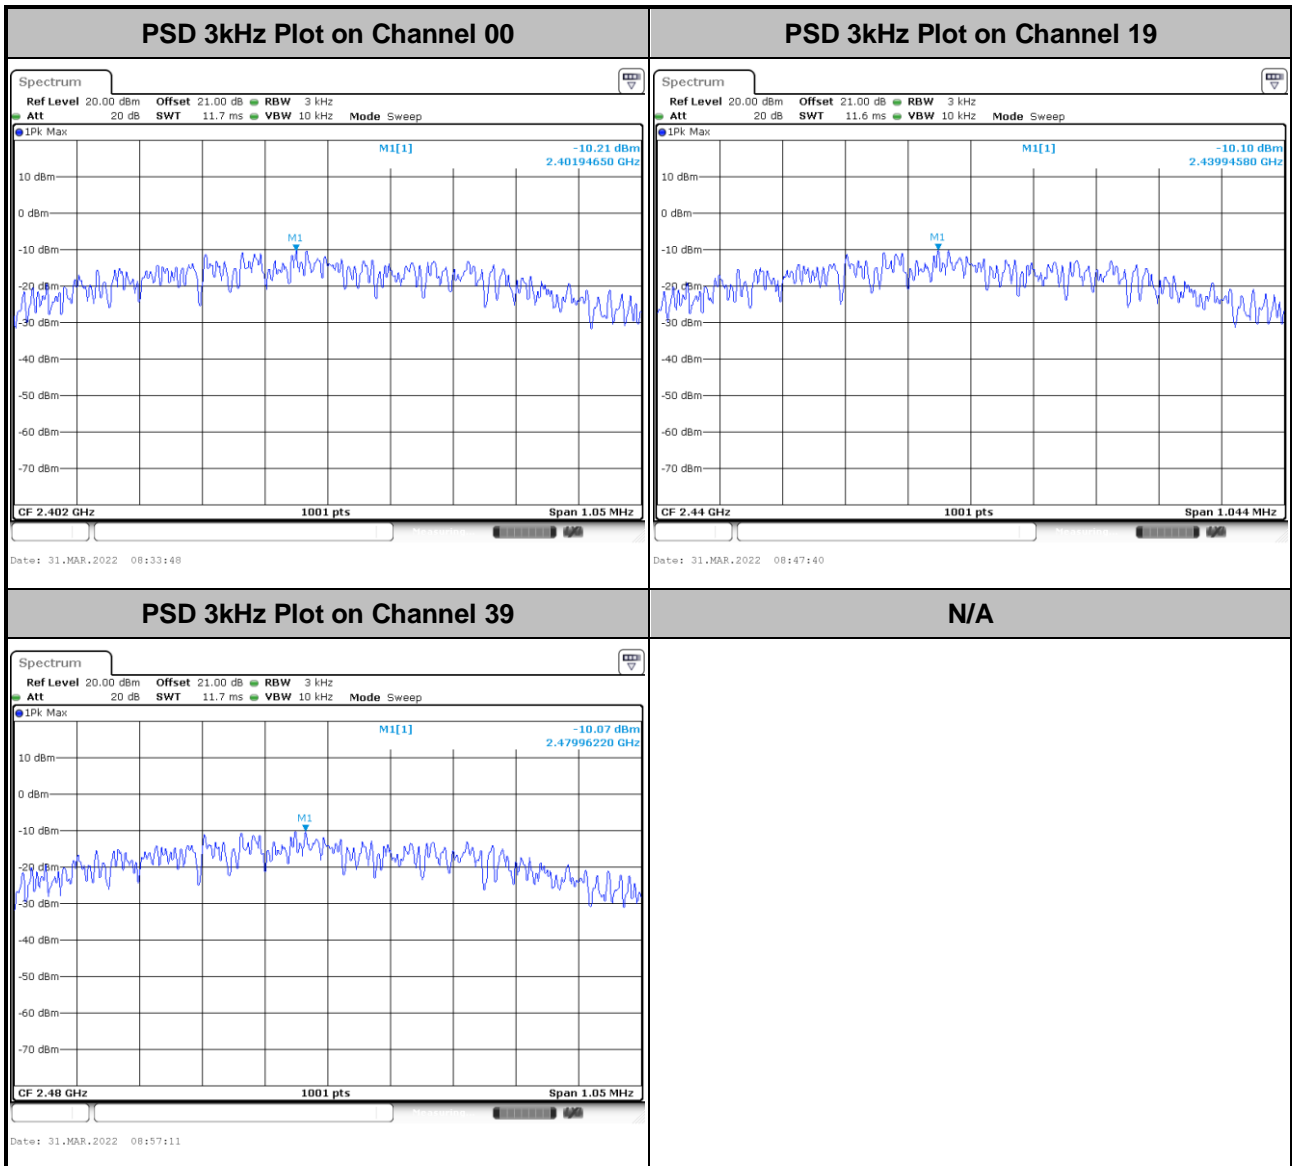 PSD 3kHz Plot on Channel 00
Spectrum
Ref Level 20.00 dBm Offset 21.00 dB RBW 3 kHz
Att 20 dB SWT 11.7 ms VBW 10 kHz Mode Sweep
1Pk Max
M1[1] -10.21 dBm
2.40194650 GHz
10 dBm
0 dBm
M1
-10 dBm
-20 dBm
-30 dBm
-40 dBm
-50 dBm
-60 dBm
-70 dBm
CF 2.402 GHz 1001 pts Span 1.05 MHz
Measuring...
Date: 31.MAR.2022 08:33:48
PSD 3kHz Plot on Channel 19
Spectrum
Ref Level 20.00 dBm Offset 21.00 dB RBW 3 kHz
Att 20 dB SWT 11.6 ms VBW 10 kHz Mode Sweep
1Pk Max
M1[1] -10.10 dBm
2.43994580 GHz
10 dBm
0 dBm
M1
-10 dBm
-20 dBm
-30 dBm
-40 dBm
-50 dBm
-60 dBm
-70 dBm
CF 2.44 GHz 1001 pts Span 1.044 MHz
Measuring...
Date: 31.MAR.2022 08:47:40
PSD 3kHz Plot on Channel 39
Spectrum
Ref Level 20.00 dBm Offset 21.00 dB RBW 3 kHz
Att 20 dB SWT 11.7 ms VBW 10 kHz Mode Sweep
1Pk Max
M1[1] -10.07 dBm
2.47996220 GHz
10 dBm
0 dBm
M1
-10 dBm
-20 dBm
-30 dBm
-40 dBm
-50 dBm
-60 dBm
-70 dBm
CF 2.48 GHz 1001 pts Span 1.05 MHz
Measuring...
Date: 31.MAR.2022 08:57:11
N/A